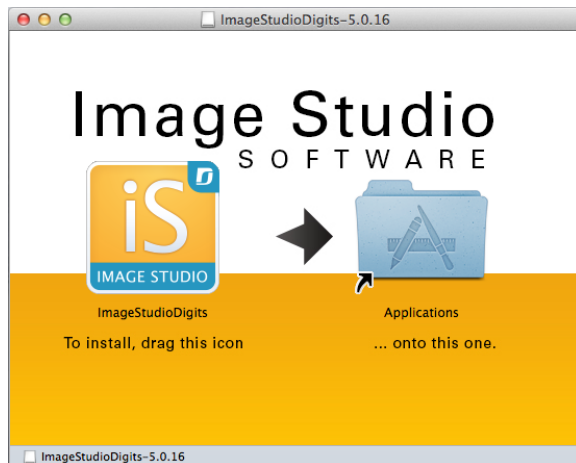 ImageStudioDigits-5.0.16
Image Studio
SOFTWARE
iS
IMAGE STUDIO
ImageStudioDigits
Applications
To install, drag this icon
... onto this one.
ImageStudioDigits-5.0.16